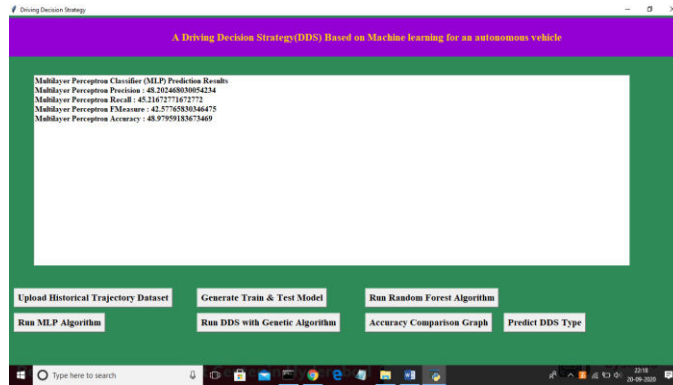 Driving Decision Strategy
A Driving Decision Strategy(DDS) Based on Machine learning for an autonomous vehicle
Multilayer Perceptron Classifier (MLP) Prediction Results
Multilayer Perceptron Precision : 48.202468030054234
Multilayer Perceptron Recall : 45.21672771672772
Multilayer Perceptron FMeasure : 42.57765830346475
Multilayer Perceptron Accuracy : 48.97959183673469
Upload Historical Trajectory Dataset Generate Train & Test Model Run Random Forest Algorithm
Run MLP Algorithm Run DDS with Genetic Algorithm Accuracy Comparison Graph Predict DDS Type
Type here to search
22:18
20-09-2020